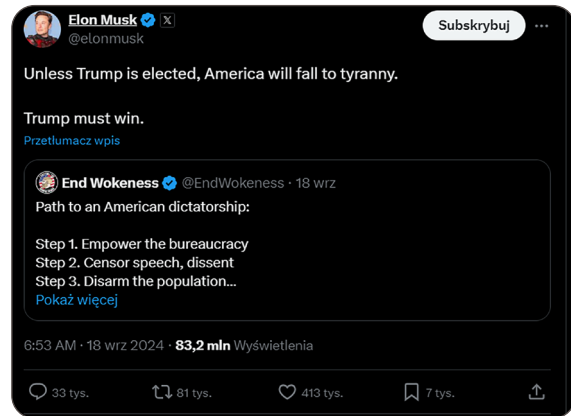 Elon Musk X
@elonmusk
Subskrybuj
Unless Trump is elected, America will fall to tyranny.
Trump must win.
Przetłumacz wpis
End Wokeness @EndWokeness · 18 wrz
Path to an American dictatorship:
Step 1. Empower the bureaucracy
Step 2. Censor speech, dissent
Step 3. Disarm the population...
Pokaż więcej
6:53 AM · 18 wrz 2024 · 83,2 mln Wyświetlenia
33 tys. 81 tys. 413 tys. 7 tys.